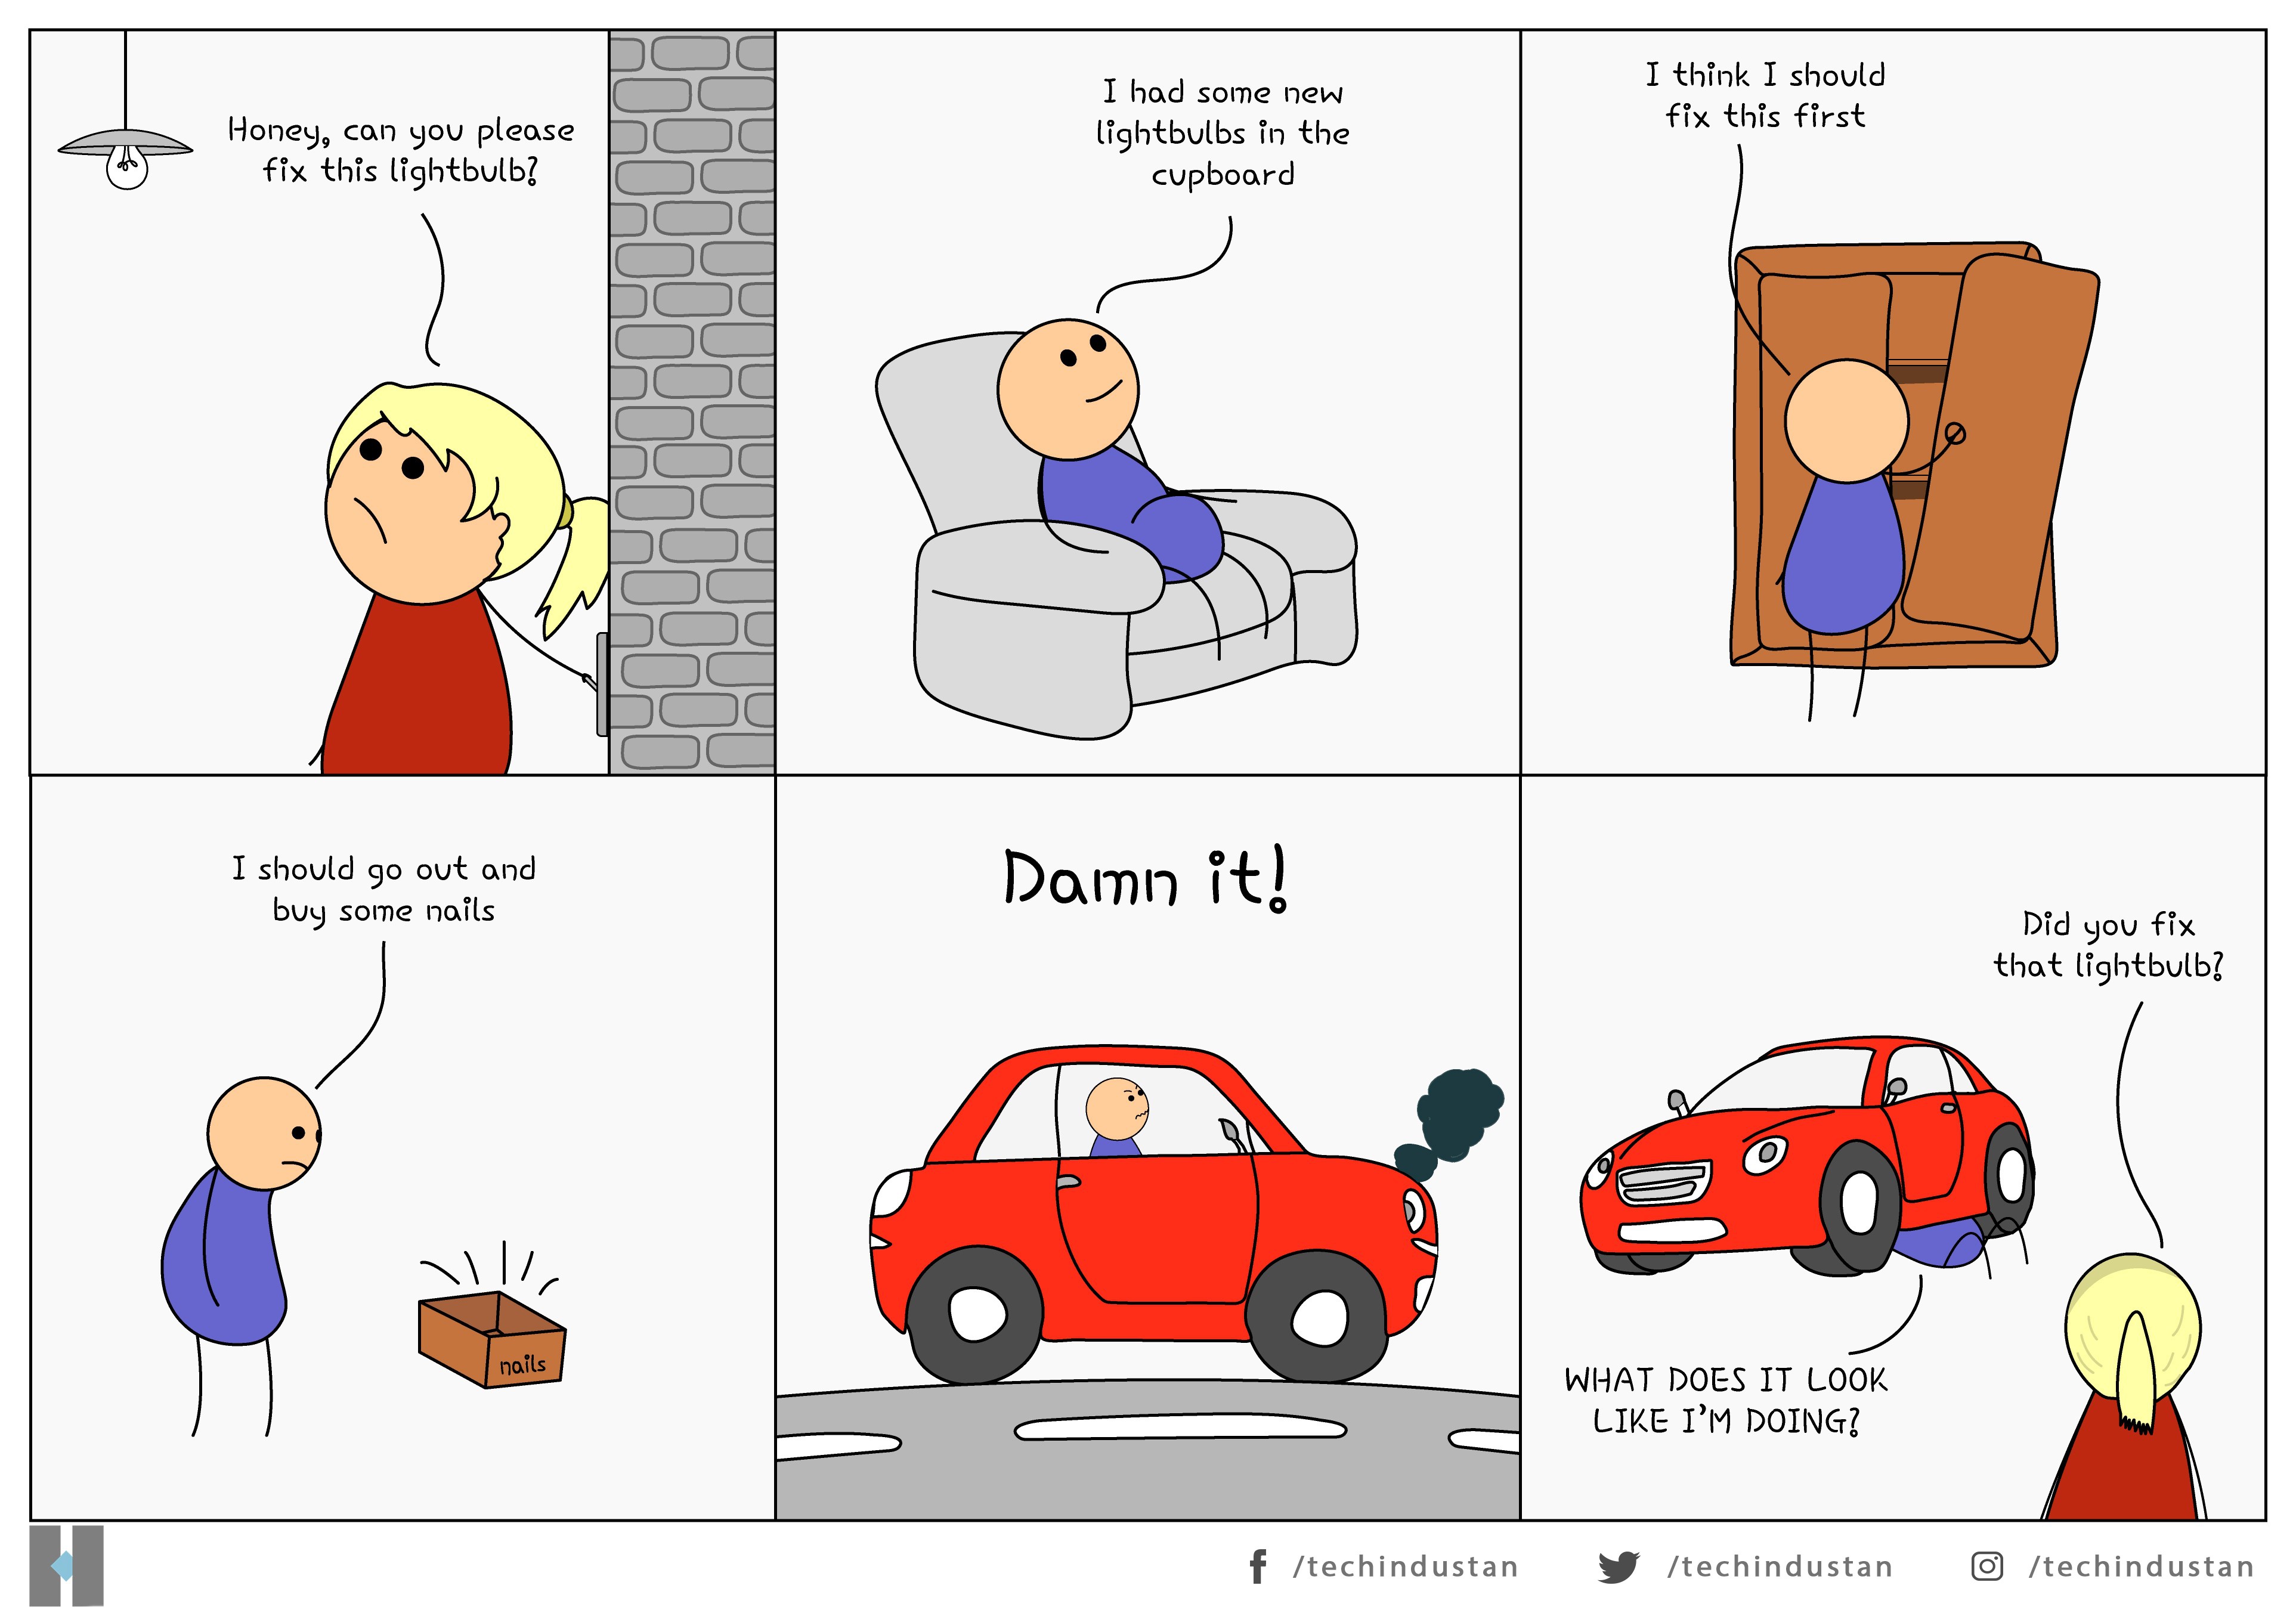 Honey, can you please
fix this lightbulb?
I had some new
lightbulbs in the
cupboard
I think I should
fix this first
I should go out and
buy some nails
nails
Damn it!
Did you fix
that lightbulb?
WHAT DOES IT LOOK
LIKE I'M DOING?
/techindustan
/techindustan
/techindustan